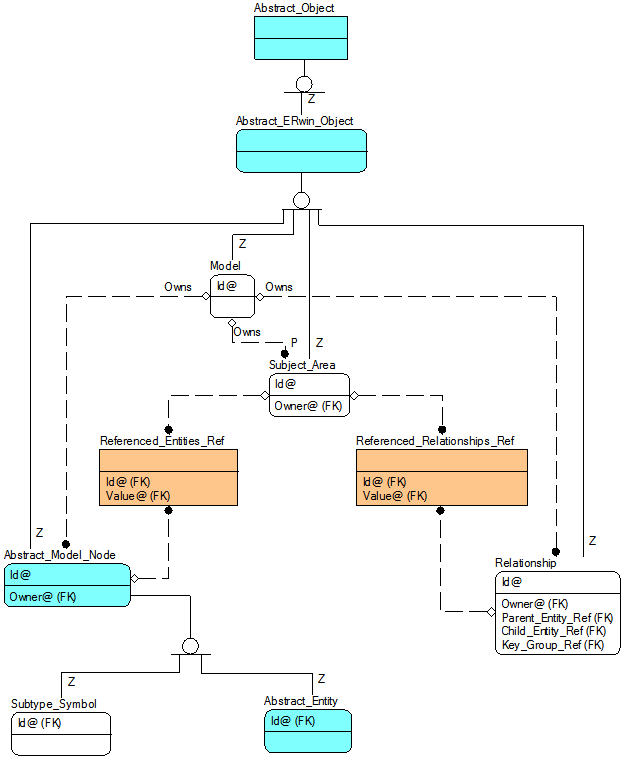 Abstract_Object
Z
Abstract_ERwin_Object
Z
Model
Owns
Id@
Owns
Owns
P
Z
Subject_Area
Id@
Owner@ (FK)
Referenced_Entities_Ref
Id@ (FK)
Value@ (FK)
Referenced_Relationships_Ref
Id@ (FK)
Value@ (FK)
Z
Abstract_Model_Node
Id@
Owner@ (FK)
Z
Relationship
Id@
Owner@ (FK)
Parent_Entity_Ref (FK)
Child_Entity_Ref (FK)
Key_Group_Ref (FK)
Z
Subtype_Symbol
Id@ (FK)
Z
Abstract_Entity
Id@ (FK)